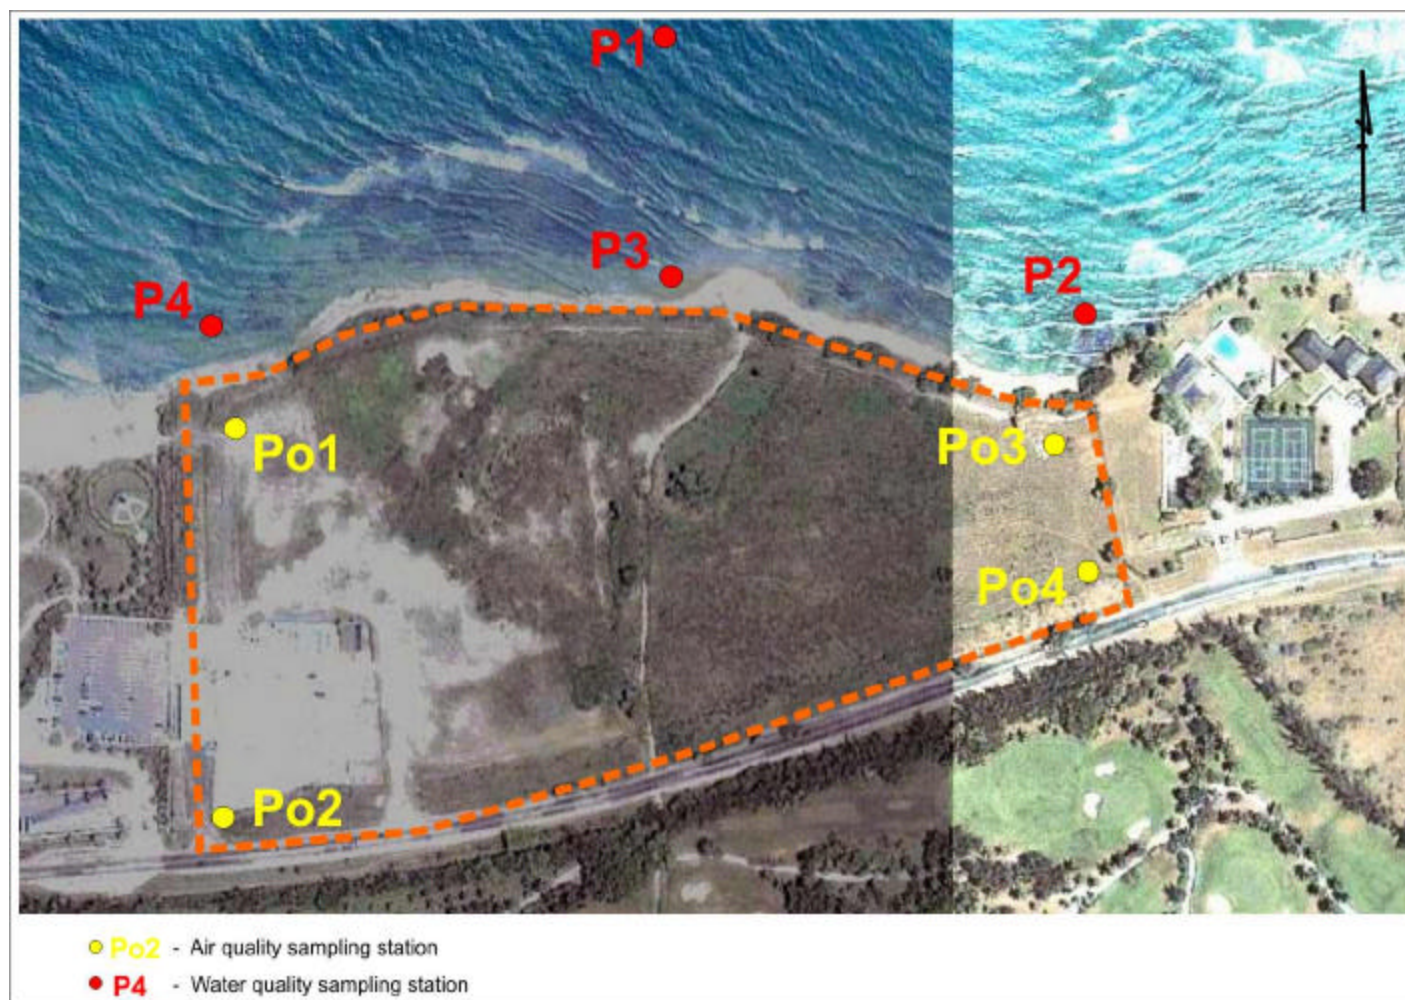 P1
P3
P2
P4
Po1
Po3
Po4
Po2
Po2 - Air quality sampling station
P4 - Water quality sampling station